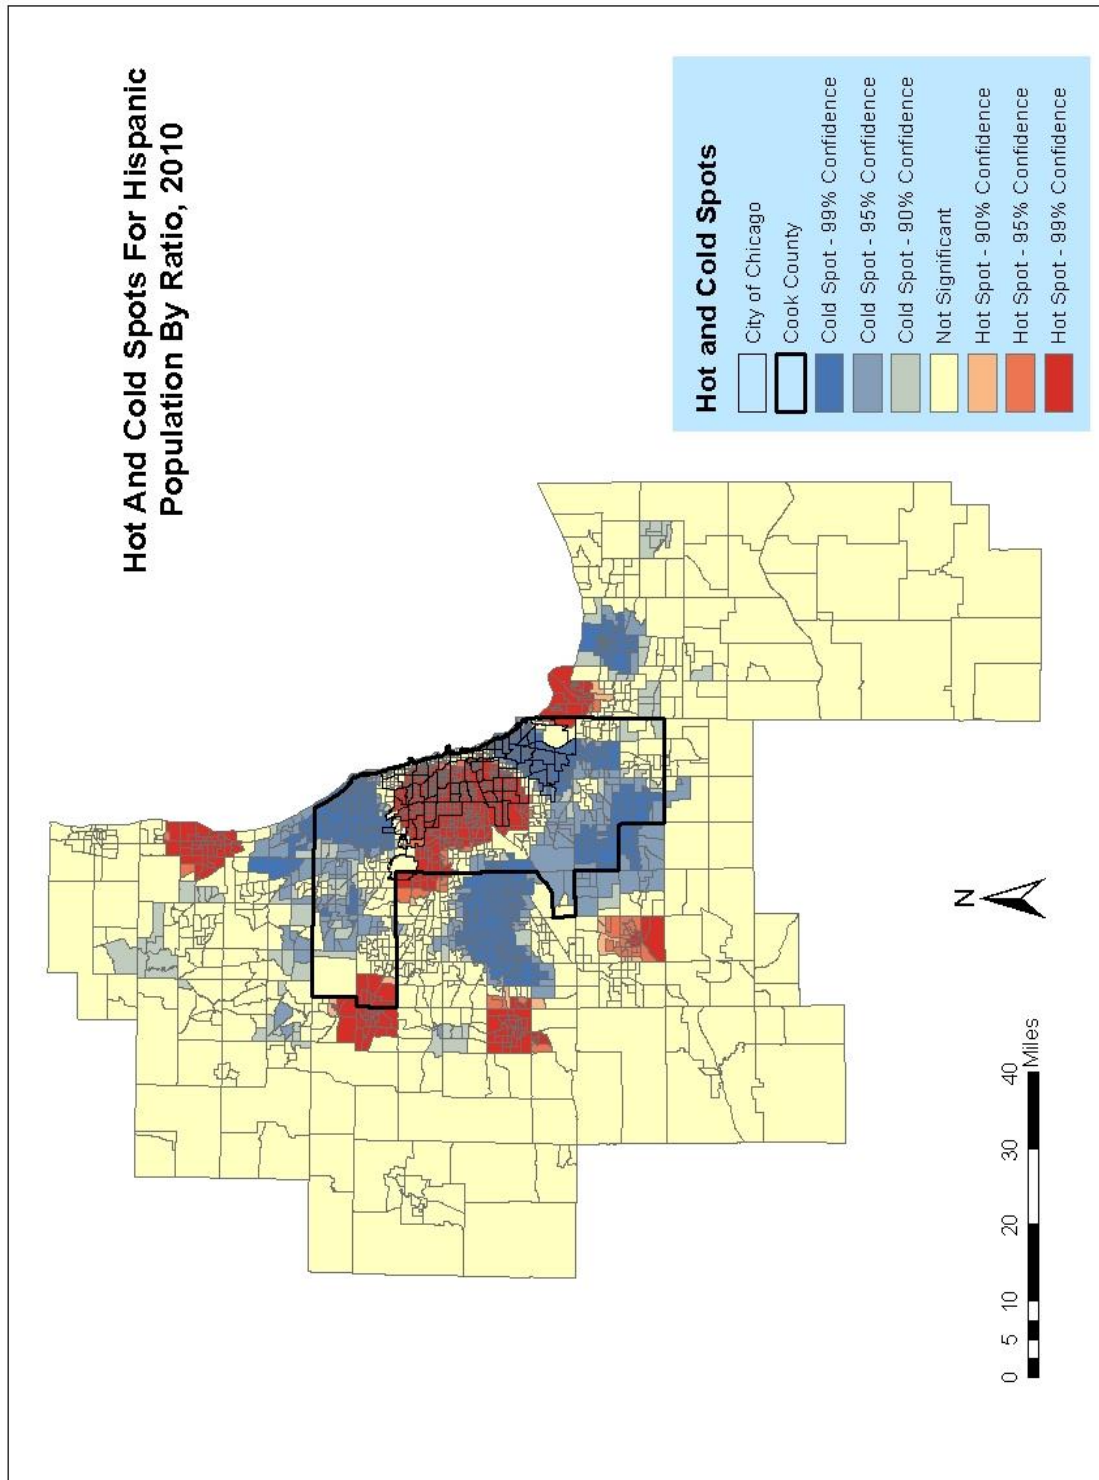 Hot And Cold Spots For Hispanic
Population By Ratio, 2010
Hot and Cold Spots
City of Chicago
Cook County
Cold Spot - 99% Confidence
Cold Spot - 95% Confidence
Cold Spot - 90% Confidence
Not Significant
Hot Spot - 90% Confidence
Hot Spot - 95% Confidence
Hot Spot - 99% Confidence
N
0 5 10 20 30 40
Miles